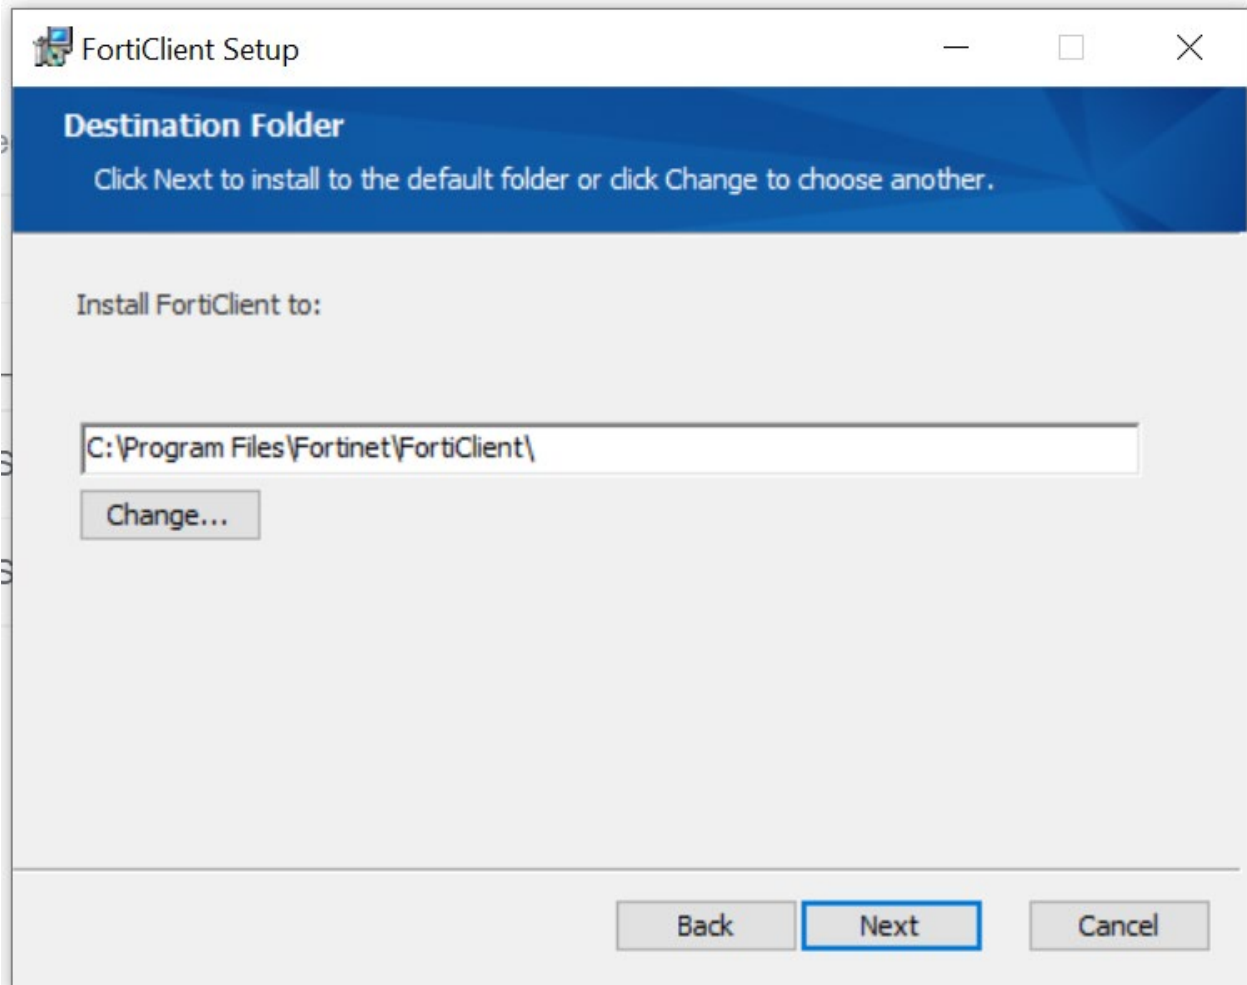 FortiClient Setup
Destination Folder
Click Next to install to the default folder or click Change to choose another.
Install FortiClient to:
C:\Program Files\Fortinet\FortiClient\
Change...
Back
Next
Cancel